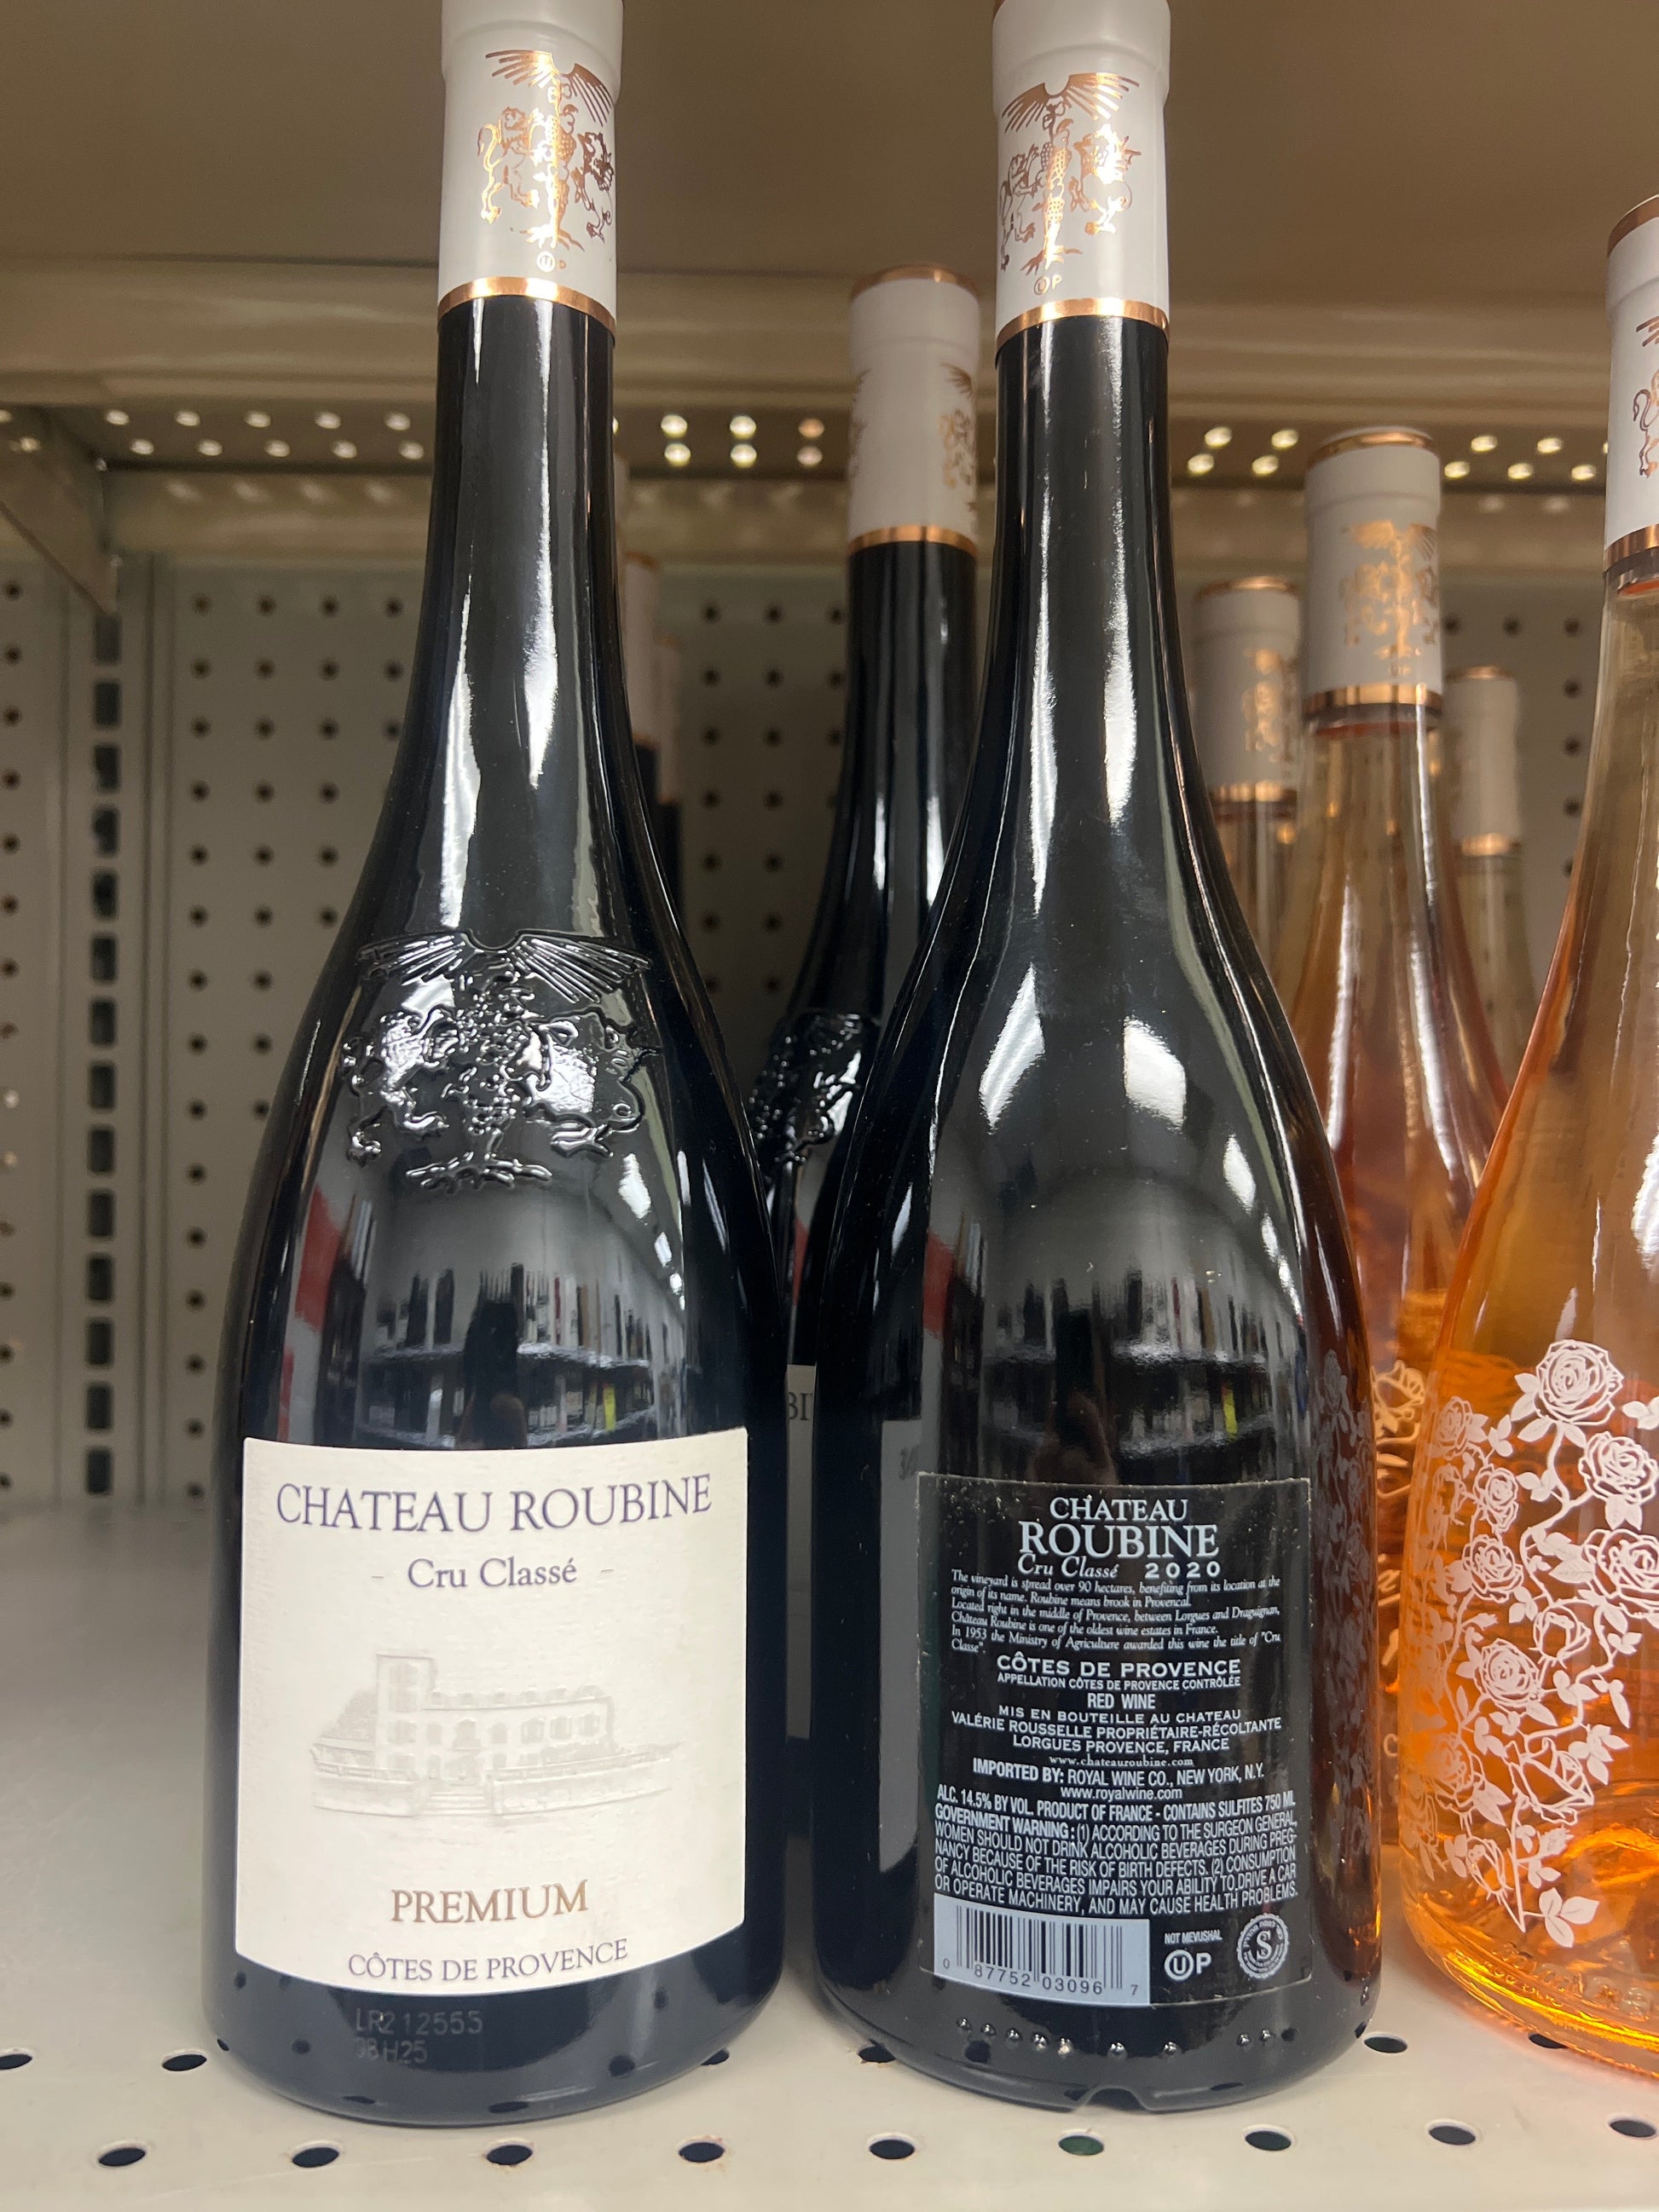 CHATEAU ROUBINE
- Cru Classé -
PREMIUM
CÔTES DE PROVENCE
LR212555
08H25
UP
CHATEAU
ROUBINE
Cru Classé 2020
The vineyard is spread over 90 hectares, benefiting from its location at the
origin of its name, Roubine means brook in Provencal.
Located right in the middle of Provence, between Lorgues and Draguignan,
Château Roubine is one of the oldest wine estates in France.
In 1953 the Ministry of Agriculture awarded this wine the title of "Cru
Classe".
CÔTES DE PROVENCE
APPELLATION CÔTES DE PROVENCE CONTRÔLÉE
RED WINE
MIS EN BOUTEILLE AU CHATEAU
VALÉRIE ROUSSELLE PROPRIÉTAIRE-RÉCOLTANTE
LORGUES PROVENCE, FRANCE
www.chateauroubine.com
IMPORTED BY: ROYAL WINE CO., NEW YORK, N.Y.
www.royalwine.com
ALC. 14.5% BY VOL. PRODUCT OF FRANCE - CONTAINS SULFITES 750 ML
GOVERNMENT WARNING: (1) ACCORDING TO THE SURGEON GENERAL,
WOMEN SHOULD NOT DRINK ALCOHOLIC BEVERAGES DURING PREG-
NANCY BECAUSE OF THE RISK OF BIRTH DEFECTS. (2) CONSUMPTION
OF ALCOHOLIC BEVERAGES IMPAIRS YOUR ABILITY TO DRIVE A CAR
OR OPERATE MACHINERY, AND MAY CAUSE HEALTH PROBLEMS.
0 87752 03096 7
NOT MEVUSHAL
UP
S